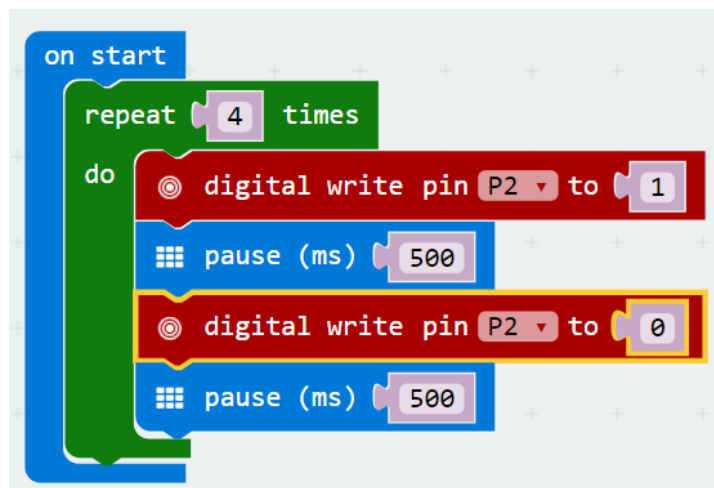 on start
repeat 4 times
do
digital write pin P2 to 1
pause (ms) 500
digital write pin P2 to 0
pause (ms) 500